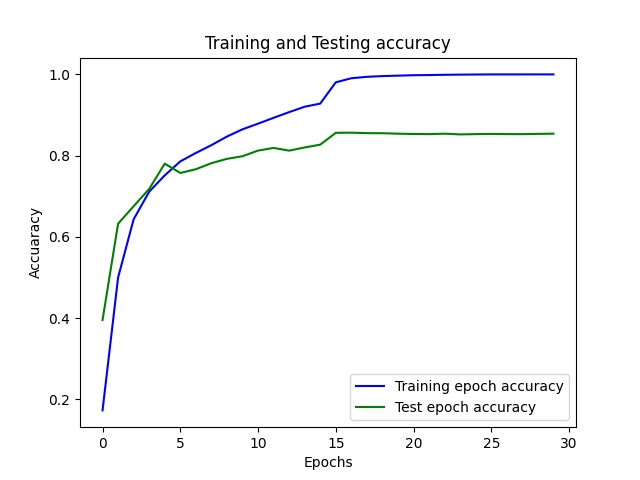 Training and Testing accuracy
1.0
0.8
0.6
0.4
0.2
Accuaracy
0 5 10 15 20 25 30
Epochs
Training epoch accuracy
Test epoch accuracy